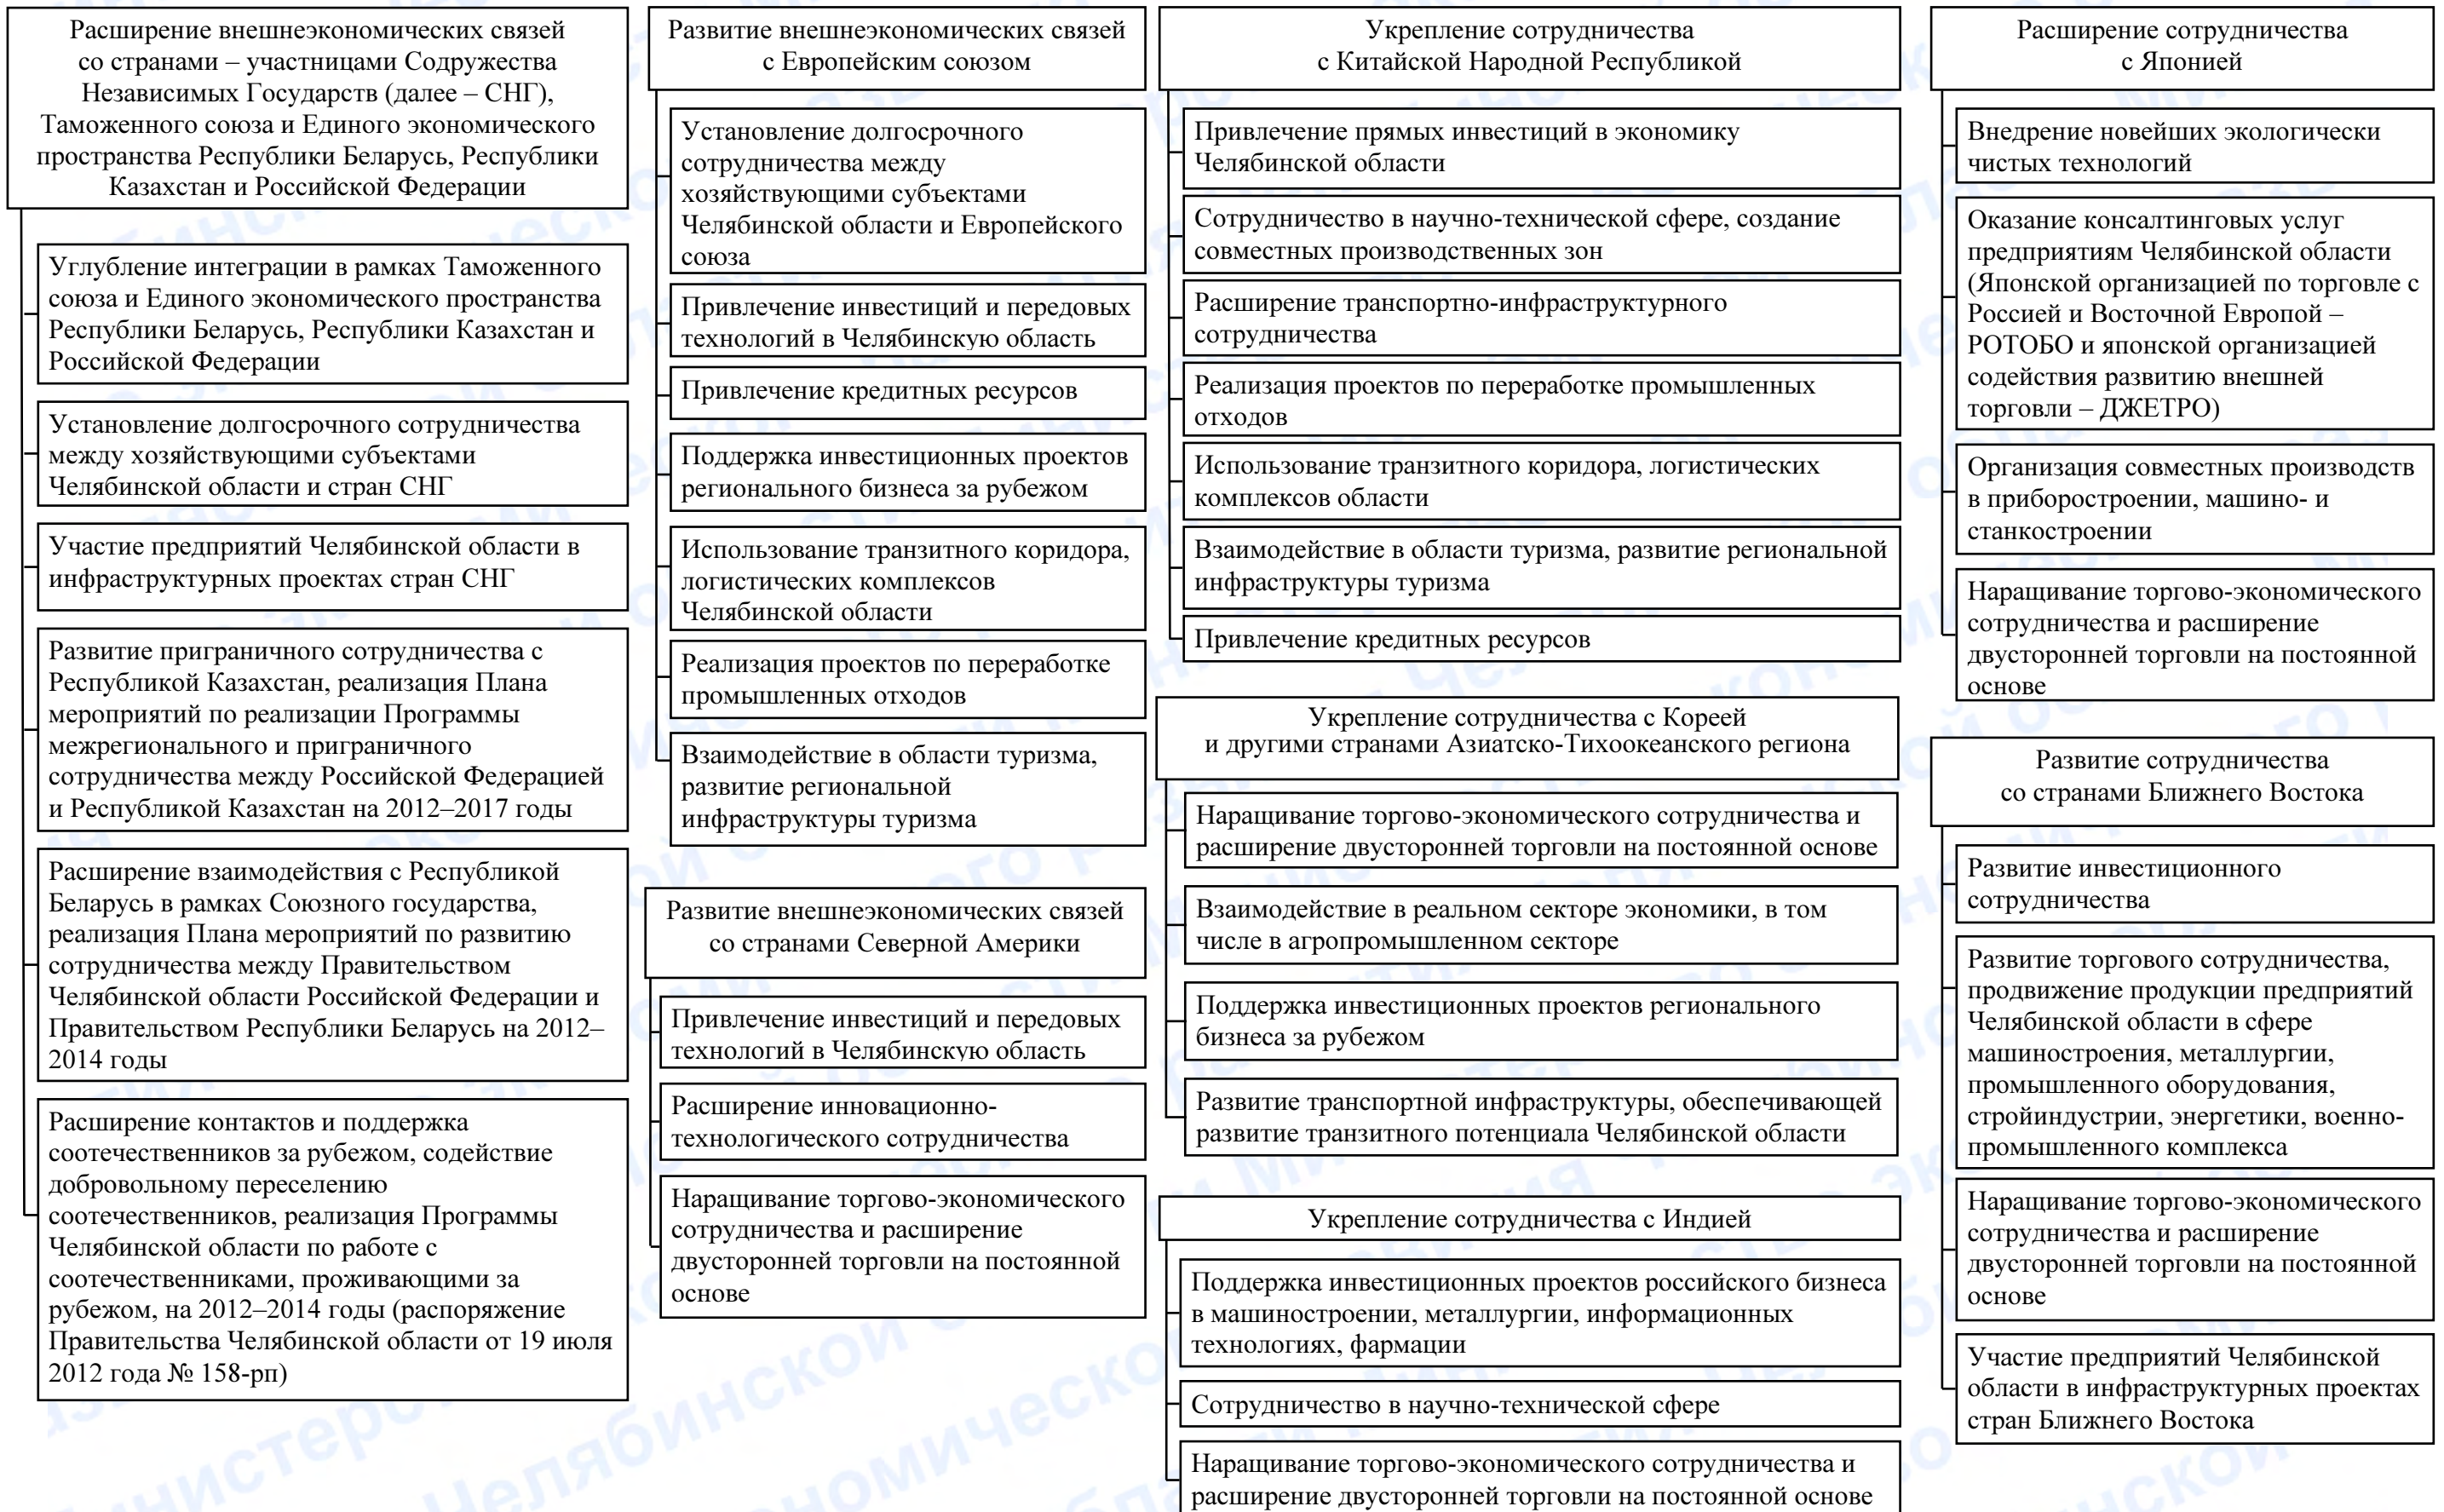 Расширение внешнеэкономических связей
со странами – участницами Содружества
Независимых Государств (далее – СНГ),
Таможенного союза и Единого экономического
пространства Республики Беларусь, Республики
Казахстан и Российской Федерации
Углубление интеграции в рамках Таможенного
союза и Единого экономического пространства
Республики Беларусь, Республики Казахстан и
Российской Федерации
Установление долгосрочного сотрудничества
между хозяйствующими субъектами
Челябинской области и стран СНГ
Участие предприятий Челябинской области в
инфраструктурных проектах стран СНГ
Развитие приграничного сотрудничества с
Республикой Казахстан, реализация Плана
мероприятий по реализации Программы
межрегионального и приграничного
сотрудничества между Российской Федерацией
и Республикой Казахстан на 2012–2017 годы
Расширение взаимодействия с Республикой
Беларусь в рамках Союзного государства,
реализация Плана мероприятий по развитию
сотрудничества между Правительством
Челябинской области Российской Федерации и
Правительством Республики Беларусь на 2012–
2014 годы
Расширение контактов и поддержка
соотечественников за рубежом, содействие
добровольному переселению
соотечественников, реализация Программы
Челябинской области по работе с
соотечественниками, проживающими за
рубежом, на 2012–2014 годы (распоряжение
Правительства Челябинской области от 19 июля
2012 года № 158-рп)
Развитие внешнеэкономических связей
с Европейским союзом
Установление долгосрочного
сотрудничества между
хозяйствующими субъектами
Челябинской области и Европейского
союза
Привлечение инвестиций и передовых
технологий в Челябинскую область
Привлечение кредитных ресурсов
Поддержка инвестиционных проектов
регионального бизнеса за рубежом
Использование транзитного коридора,
логистических комплексов
Челябинской области
Реализация проектов по переработке
промышленных отходов
Взаимодействие в области туризма,
развитие региональной
инфраструктуры туризма
Развитие внешнеэкономических связей
со странами Северной Америки
Привлечение инвестиций и передовых
технологий в Челябинскую область
Расширение инновационно-
технологического сотрудничества
Наращивание торгово-экономического
сотрудничества и расширение
двусторонней торговли на постоянной
основе
Укрепление сотрудничества
с Китайской Народной Республикой
Привлечение прямых инвестиций в экономику
Челябинской области
Сотрудничество в научно-технической сфере, создание
совместных производственных зон
Расширение транспортно-инфраструктурного
сотрудничества
Реализация проектов по переработке промышленных
отходов
Использование транзитного коридора, логистических
комплексов области
Взаимодействие в области туризма, развитие региональной
инфраструктуры туризма
Привлечение кредитных ресурсов
Укрепление сотрудничества с Кореей
и другими странами Азиатско-Тихоокеанского региона
Наращивание торгово-экономического сотрудничества и
расширение двусторонней торговли на постоянной основе
Взаимодействие в реальном секторе экономики, в том
числе в агропромышленном секторе
Поддержка инвестиционных проектов регионального
бизнеса за рубежом
Развитие транспортной инфраструктуры, обеспечивающей
развитие транзитного потенциала Челябинской области
Укрепление сотрудничества с Индией
Поддержка инвестиционных проектов российского бизнеса
в машиностроении, металлургии, информационных
технологиях, фармации
Сотрудничество в научно-технической сфере
Наращивание торгово-экономического сотрудничества и
расширение двусторонней торговли на постоянной основе
Расширение сотрудничества
с Японией
Внедрение новейших экологически
чистых технологий
Оказание консалтинговых услуг
предприятиям Челябинской области
(Японской организацией по торговле с
Россией и Восточной Европой –
РОТОБО и японской организацией
содействия развитию внешней
торговли – ДЖЕТРО)
Организация совместных производств
в приборостроении, машино- и
станкостроении
Наращивание торгово-экономического
сотрудничества и расширение
двусторонней торговли на постоянной
основе
Развитие сотрудничества
со странами Ближнего Востока
Развитие инвестиционного
сотрудничества
Развитие торгового сотрудничества,
продвижение продукции предприятий
Челябинской области в сфере
машиностроения, металлургии,
промышленного оборудования,
стройиндустрии, энергетики, военно-
промышленного комплекса
Наращивание торгово-экономического
сотрудничества и расширение
двусторонней торговли на постоянной
основе
Участие предприятий Челябинской
области в инфраструктурных проектах
стран Ближнего Востока